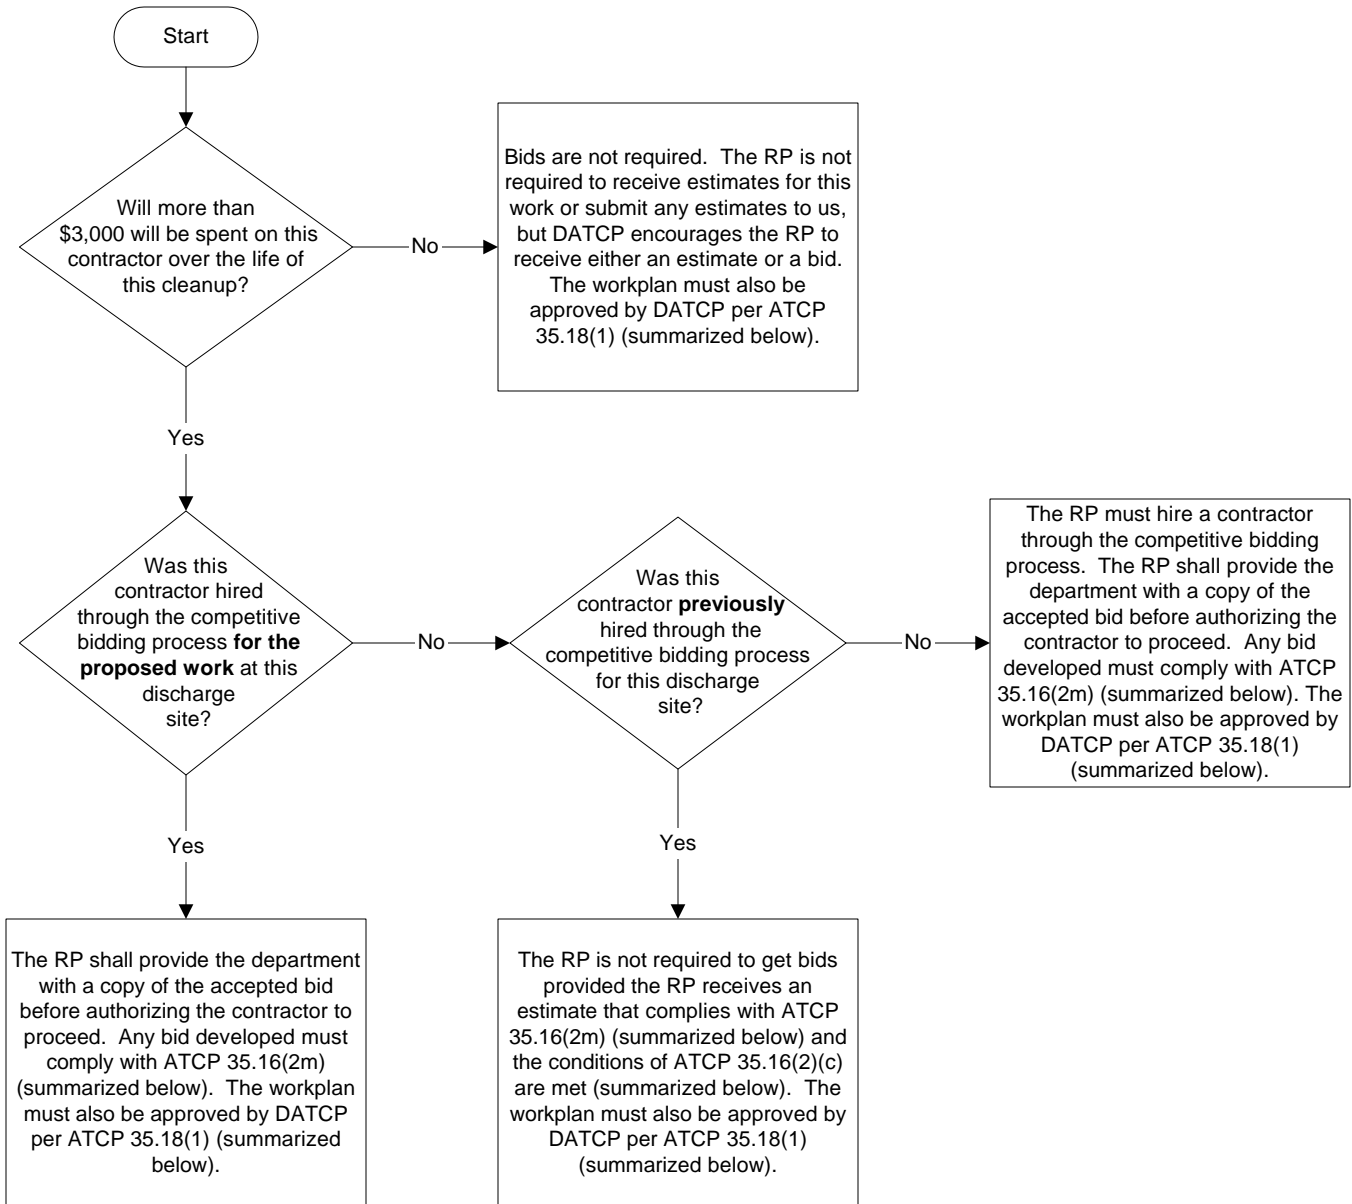 Start
Will more than
$3,000 will be spent on this
contractor over the life of
this cleanup?
No
Bids are not required.  The RP is not
required to receive estimates for this
work or submit any estimates to us,
but DATCP encourages the RP to
receive either an estimate or a bid.
The workplan must also be
approved by DATCP per ATCP
35.18(1) (summarized below).
Yes
Was this
contractor hired
through the competitive
bidding process for the
proposed work at this
discharge
site?
No
Was this
contractor previously
hired through the
competitive bidding process
for this discharge
site?
No
The RP must hire a contractor
through the competitive bidding
process.  The RP shall provide the
department with a copy of the
accepted bid before authorizing the
contractor to proceed.  Any bid
developed must comply with ATCP
35.16(2m) (summarized below). The
workplan must also be approved by
DATCP per ATCP 35.18(1)
(summarized below).
Yes
The RP shall provide the department
with a copy of the accepted bid
before authorizing the contractor to
proceed.  Any bid developed must
comply with ATCP 35.16(2m)
(summarized below).  The workplan
must also be approved by DATCP
per ATCP 35.18(1) (summarized
below).
Yes
The RP is not required to get bids
provided the RP receives an
estimate that complies with ATCP
35.16(2m) (summarized below) and
the conditions of ATCP 35.16(2)(c)
are met (summarized below).  The
workplan must also be approved by
DATCP per ATCP 35.18(1)
(summarized below).